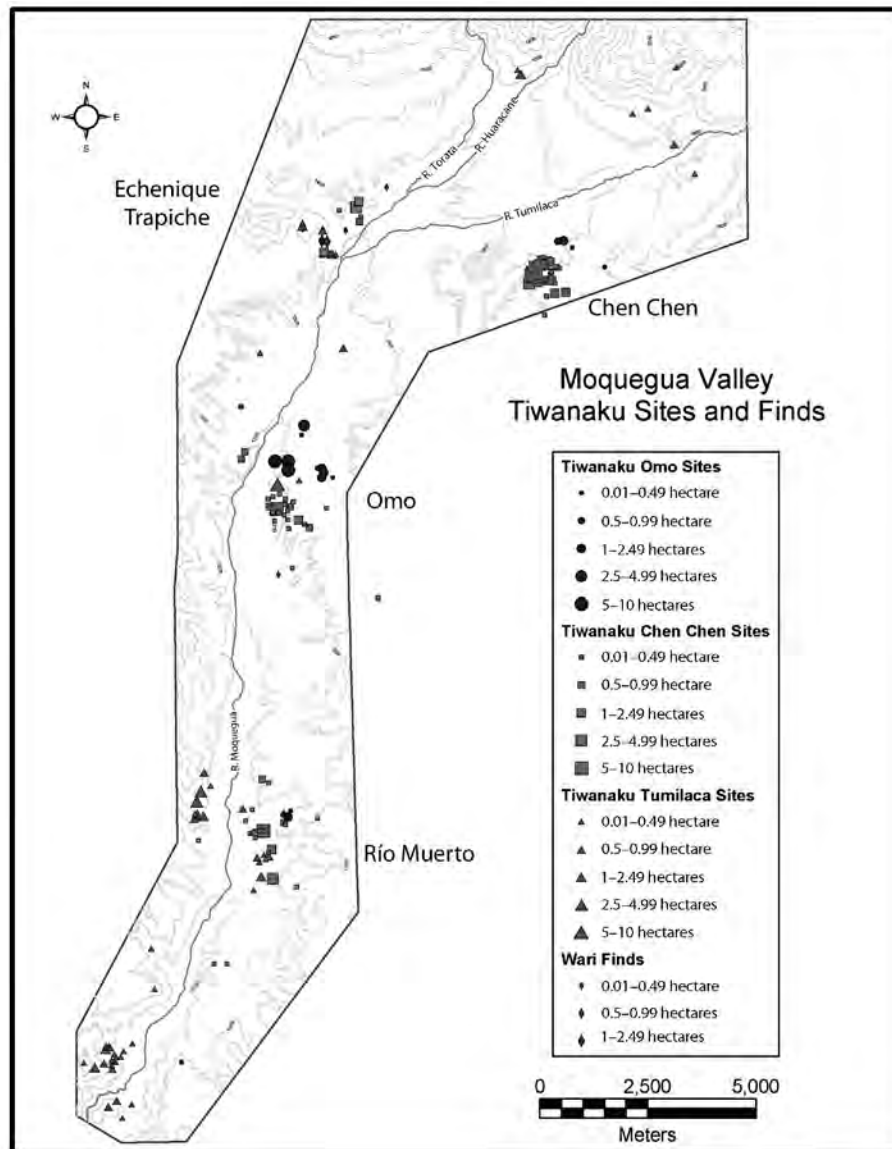 N
W E
S
R. Torata
R. Huaracane
Echenique
Trapiche
R. Tumilaca
Chen Chen
Moquegua Valley
Tiwanaku Sites and Finds
Omo
R. Moquegua
Río Muerto
Tiwanaku Omo Sites
0.01–0.49 hectare
0.5–0.99 hectare
1–2.49 hectares
2.5–4.99 hectares
5–10 hectares
Tiwanaku Chen Chen Sites
0.01–0.49 hectare
0.5–0.99 hectare
1–2.49 hectares
2.5–4.99 hectares
5–10 hectares
Tiwanaku Tumilaca Sites
0.01–0.49 hectare
0.5–0.99 hectare
1–2.49 hectares
2.5–4.99 hectares
5–10 hectares
Wari Finds
0.01–0.49 hectare
0.5–0.99 hectares
1–2.49 hectares
0 2,500 5,000
Meters